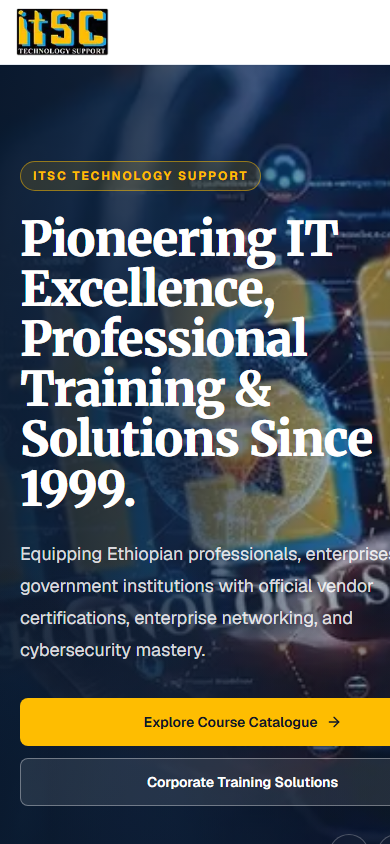 itSC
TECHNOLOGY SUPPORT
ITSC TECHNOLOGY SUPPORT
Pioneering IT
Excellence,
Professional
Training &
Solutions Since
1999.
Equipping Ethiopian professionals, enterprises
government institutions with official vendor
certifications, enterprise networking, and
cybersecurity mastery.
Explore Course Catalogue →
Corporate Training Solutions